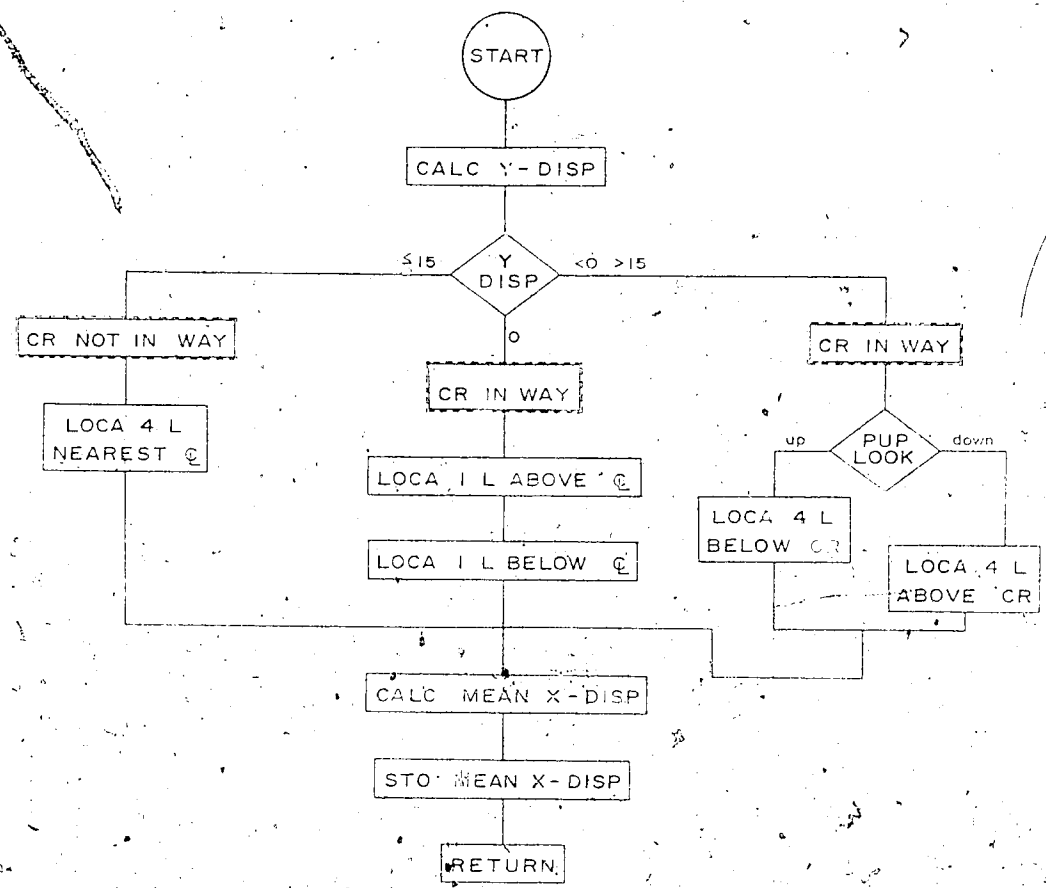 START
CALC Y-DISP
Y
DISP
≤15
<0 >15
0
CR NOT IN WAY
CR IN WAY
CR IN WAY
LOCA 4 L
NEAREST ℄
LOCA 1 L ABOVE ℄
LOCA 1 L BELOW ℄
up
PUP
LOOK
down
LOCA 4 L
BELOW CR
LOCA 4 L
ABOVE CR
CALC MEAN X-DISP
STO MEAN X-DISP
RETURN